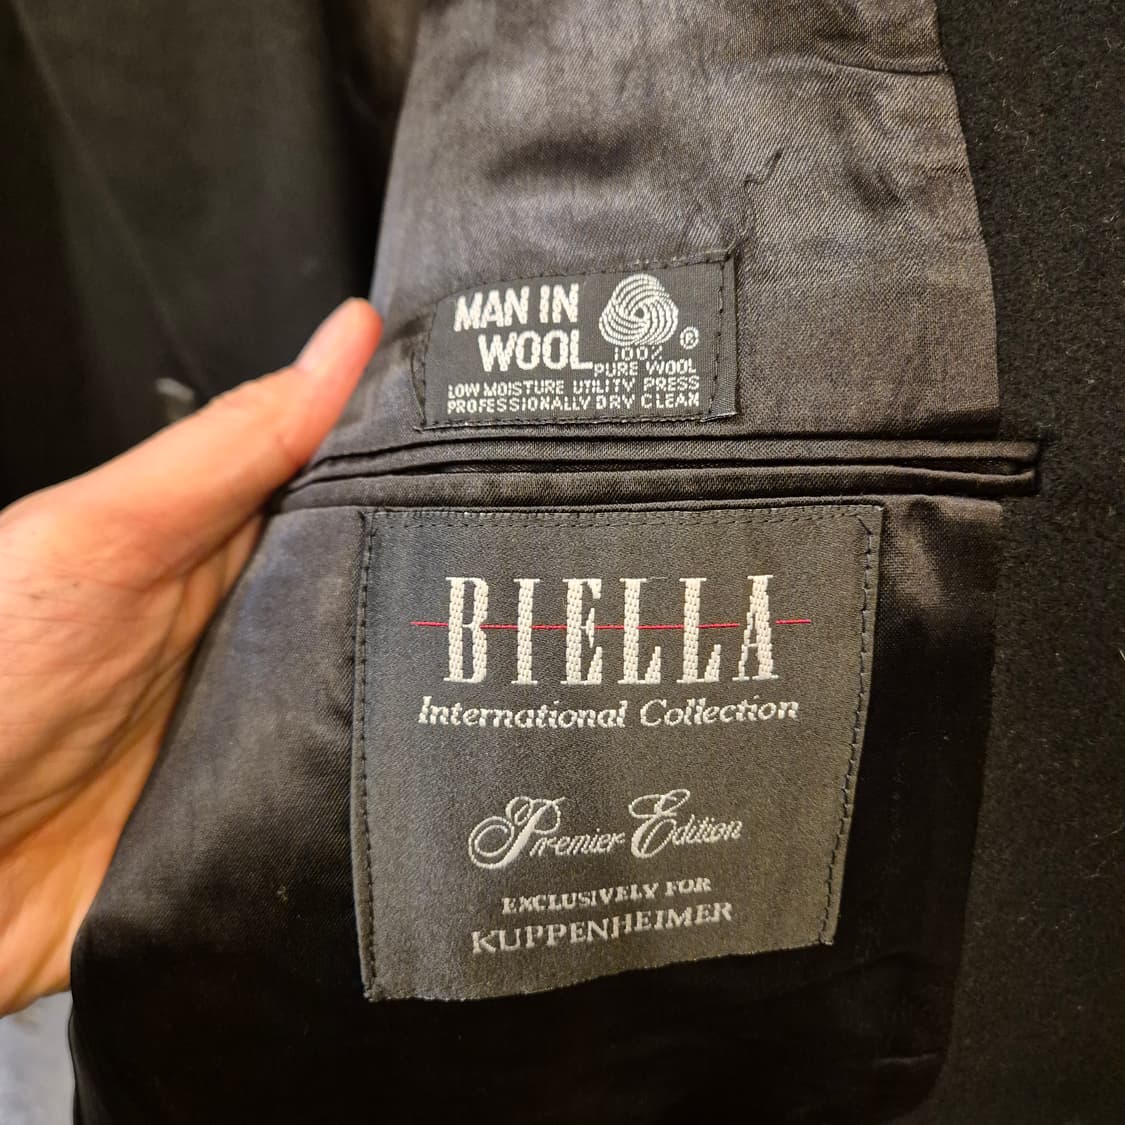 MAN IN
WOOL
®
100%
PURE WOOL
LOW MOISTURE UTILITY PRESS
PROFESSIONALLY DRY CLEAN
BIELLA
International Collection
Premier Edition
EXCLUSIVELY FOR
KUPPENHEIMER